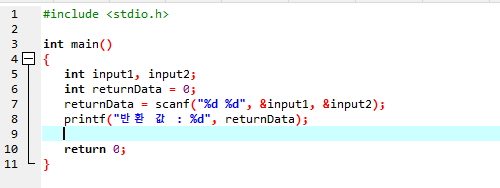 1 #include <stdio.h>
2
3 int main()
4 {
5 int input1, input2;
6 int returnData = 0;
7 returnData = scanf("%d %d", &input1, &input2);
8 printf("반환 값 : %d", returnData);
9
10 return 0;
11 }